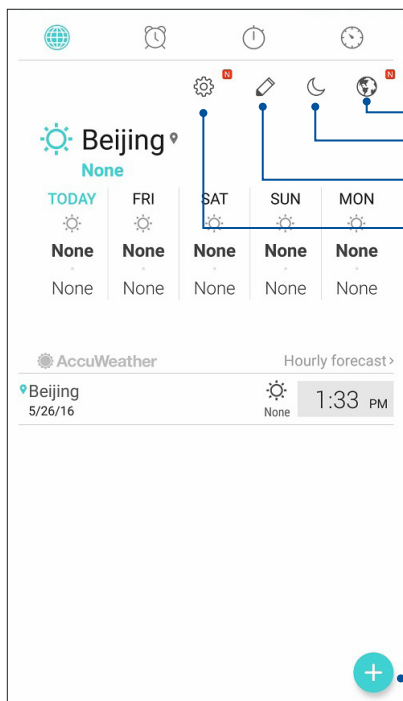 N
N
Beijing
None
TODAY FRI SAT SUN MON
None None None None None
None None None None None
AccuWeather
Hourly forecast>
Beijing
5/26/16
None
1:33 PM